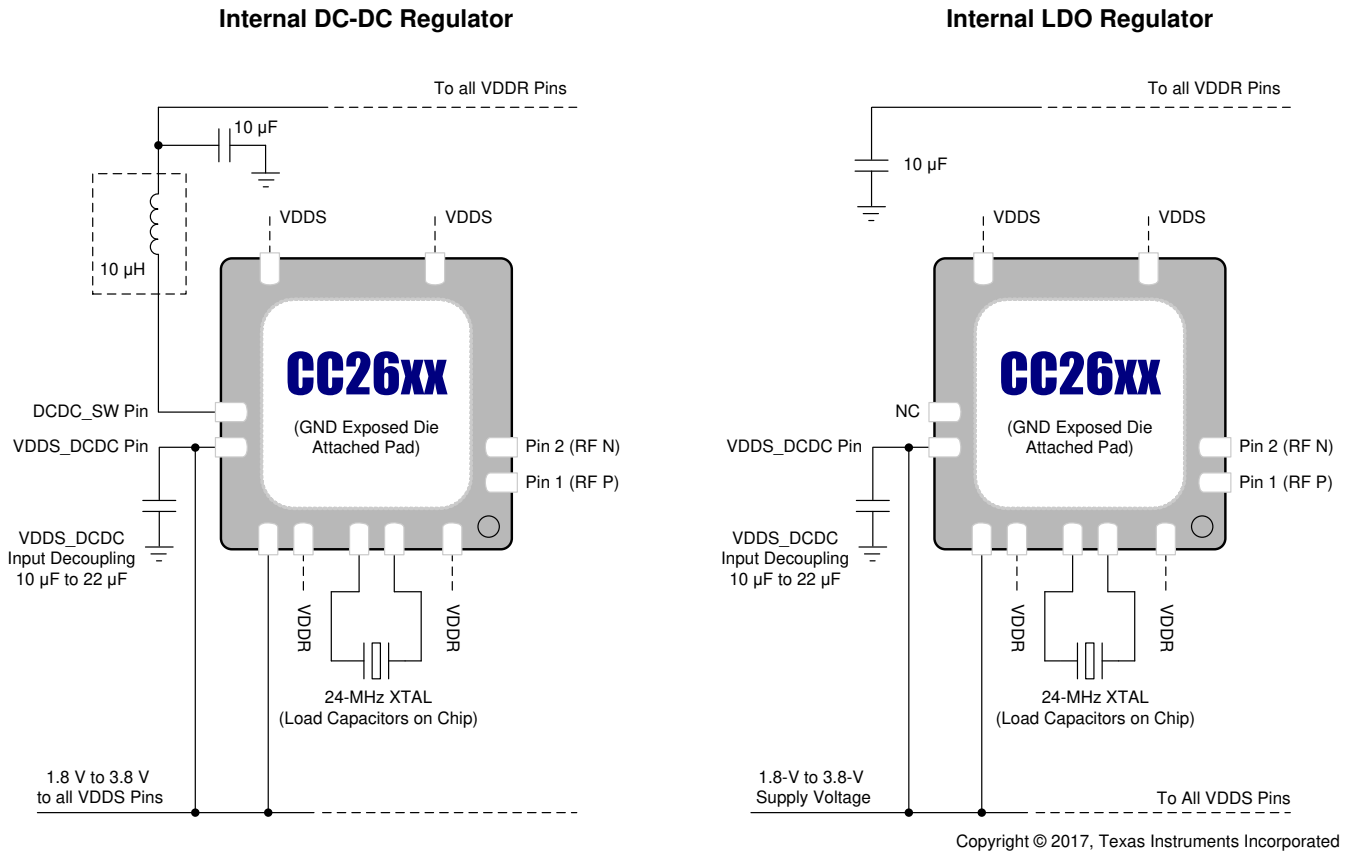 Internal DC-DC Regulator
To all VDDR Pins
10 µF
10 µH
VDDS
VDDS
CC26xx
(GND Exposed Die
Attached Pad)
DCDC_SW Pin
VDDS_DCDC Pin
Pin 2 (RF N)
Pin 1 (RF P)
VDDS_DCDC
Input Decoupling
10 µF to 22 µF
VDDR
VDDR
24-MHz XTAL
(Load Capacitors on Chip)
1.8 V to 3.8 V
to all VDDS Pins
Internal LDO Regulator
To all VDDR Pins
10 µF
VDDS
VDDS
CC26xx
(GND Exposed Die
Attached Pad)
NC
VDDS_DCDC Pin
Pin 2 (RF N)
Pin 1 (RF P)
VDDS_DCDC
Input Decoupling
10 µF to 22 µF
VDDR
VDDR
24-MHz XTAL
(Load Capacitors on Chip)
1.8-V to 3.8-V
Supply Voltage
To All VDDS Pins
Copyright © 2017, Texas Instruments Incorporated